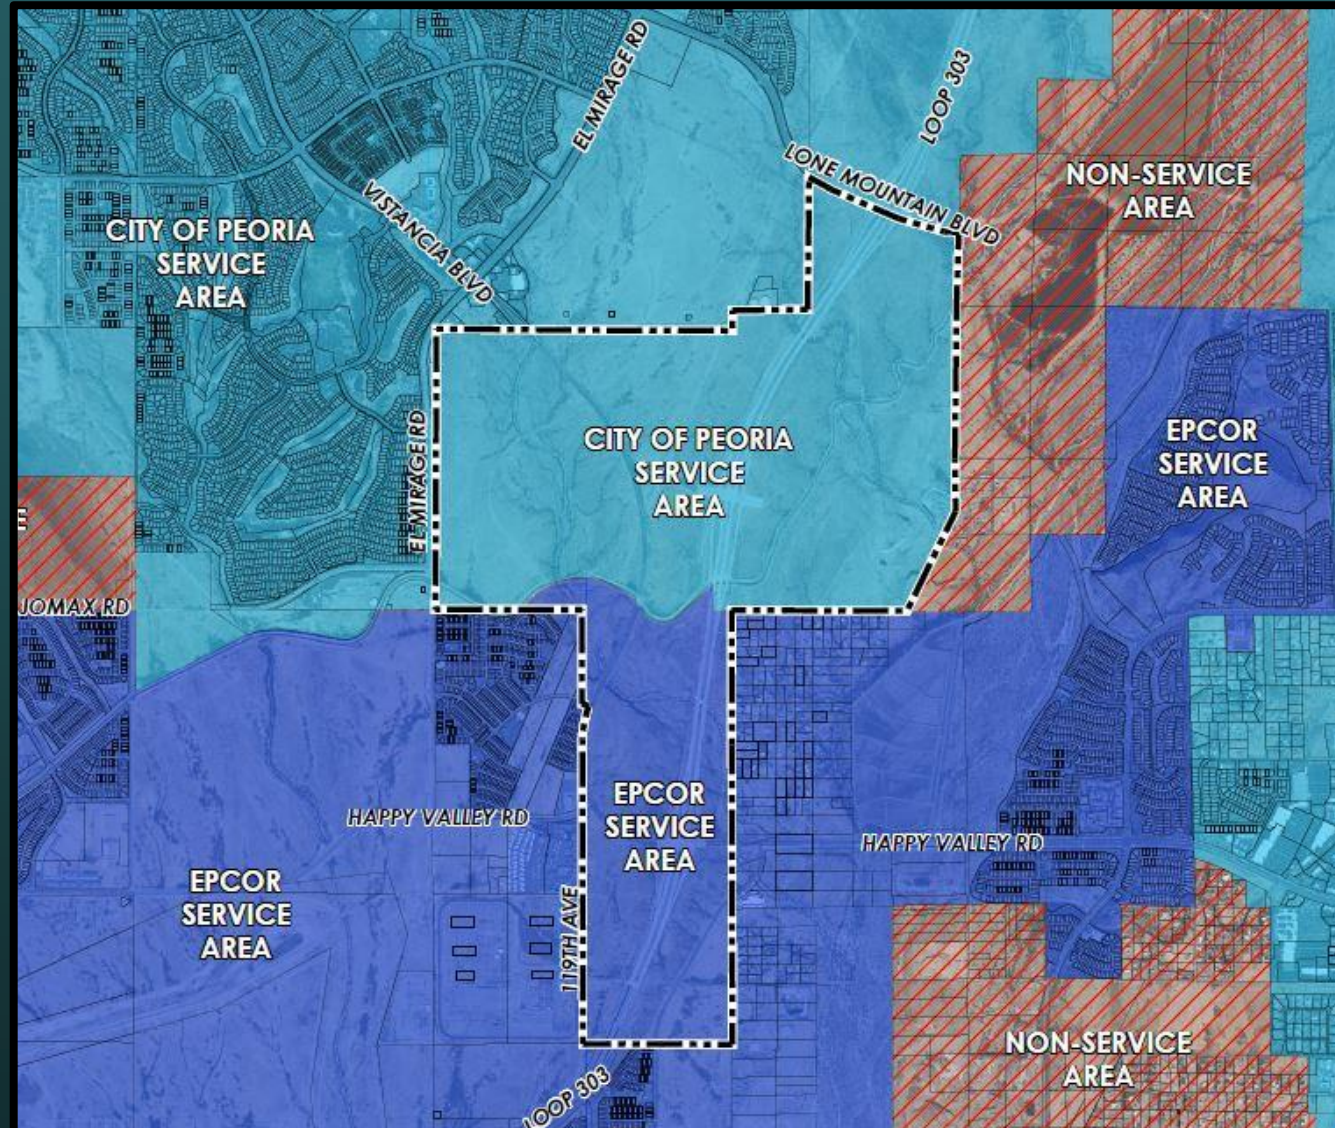 EL MIRAGE RD
LOOP 303
LONE MOUNTAIN BLVD
NON-SERVICE
AREA
VISTANCIA BLVD
CITY OF PEORIA
SERVICE
AREA
EL MIRAGE RD
CITY OF PEORIA
SERVICE
AREA
EPCOR
SERVICE
AREA
E
JOMAX RD
HAPPY VALLEY RD
EPCOR
SERVICE
AREA
HAPPY VALLEY RD
EPCOR
SERVICE
AREA
119TH AVE
NON-SERVICE
AREA
LOOP 303